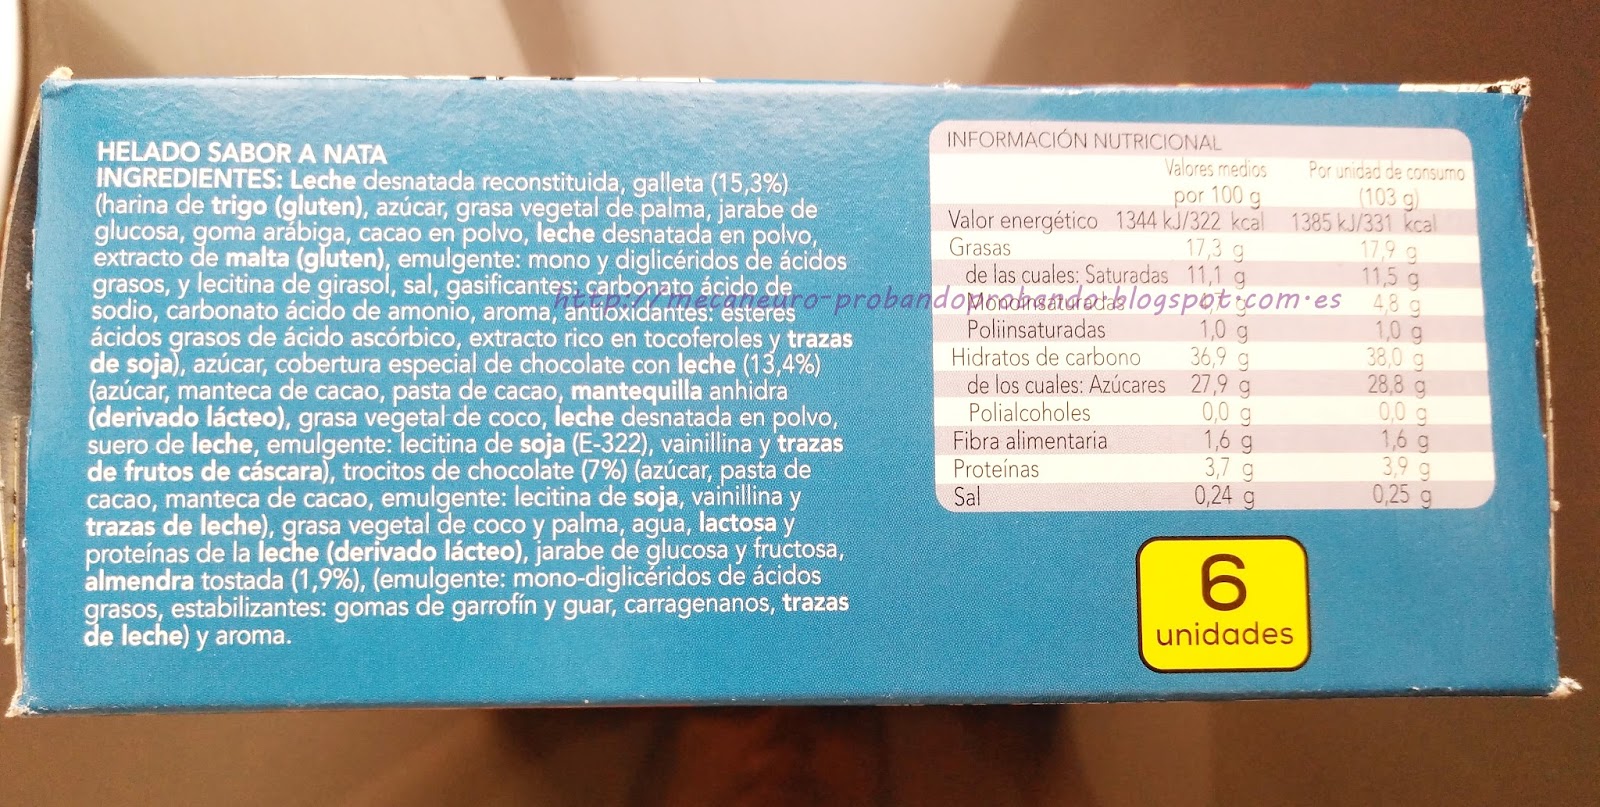 HELADO SABOR A NATA
INGREDIENTES: Leche desnatada reconstituida, galleta (15,3%)
(harina de trigo (gluten), azúcar, grasa vegetal de palma, jarabe de
glucosa, goma arábiga, cacao en polvo, leche desnatada en polvo,
extracto de malta (gluten), emulgente: mono y diglicéridos de ácidos
grasos, y lecitina de girasol, sal, gasificantes: carbonato ácido de
sodio, carbonato ácido de amonio, aroma, antioxidantes: ésteres
ácidos grasos de ácido ascórbico, extracto rico en tocoferoles y trazas
de soja), azúcar, cobertura especial de chocolate con leche (13,4%)
(azúcar, manteca de cacao, pasta de cacao, mantequilla anhidra
(derivado lácteo), grasa vegetal de coco, leche desnatada en polvo,
suero de leche, emulgente: lecitina de soja (E-322), vainillina y trazas
de frutos de cáscara), trocitos de chocolate (7%) (azúcar, pasta de
cacao, manteca de cacao, emulgente: lecitina de soja, vainillina y
trazas de leche), grasa vegetal de coco y palma, agua, lactosa y
proteínas de la leche (derivado lácteo), jarabe de glucosa y fructosa,
almendra tostada (1,9%), (emulgente: mono-diglicéridos de ácidos
grasos, estabilizantes: gomas de garrofín y guar, carragenanos, trazas
de leche) y aroma.
INFORMACIÓN NUTRICIONAL
Valores medios Por unidad de consumo
por 100 g (103 g)
Valor energético 1344 kJ/322 kcal 1385 kJ/331 kcal
Grasas 17,3 g 17,9 g
de las cuales: Saturadas 11,1 g 11,5 g
Monoinsaturadas g 4,8 g
Poliinsaturadas 1,0 g 1,0 g
Hidratos de carbono 36,9 g 38,0 g
de los cuales: Azúcares 27,9 g 28,8 g
Polialcoholes 0,0 g 0,0 g
Fibra alimentaria 1,6 g 1,6 g
Proteínas 3,7 g 3,9 g
Sal 0,24 g 0,25 g
http://mecaneuro-probandoprobando.blogspot.com.es
6
unidades